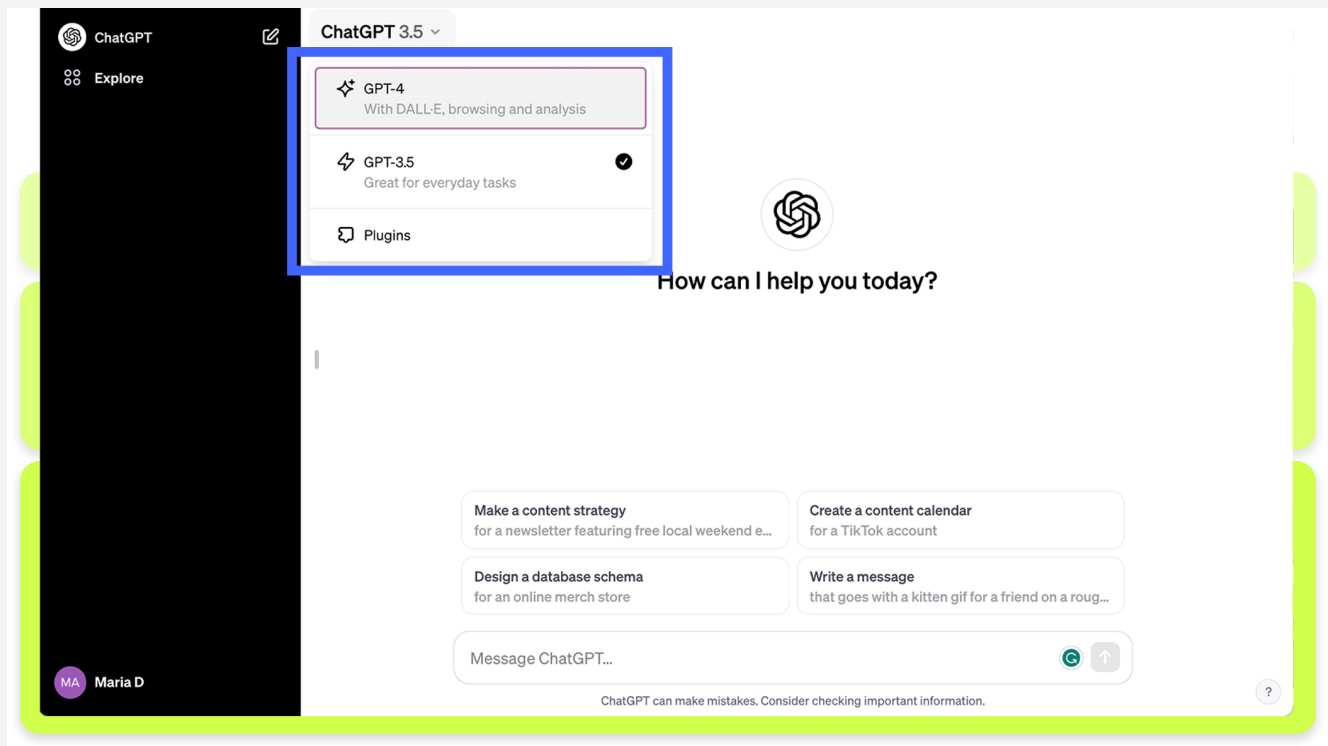 ChatGPT
Explore
ChatGPT 3.5
GPT-4
With DALL·E, browsing and analysis
GPT-3.5
Great for everyday tasks
Plugins
How can I help you today?
Make a content strategy
for a newsletter featuring free local weekend e...
Create a content calendar
for a TikTok account
Design a database schema
for an online merch store
Write a message
that goes with a kitten gif for a friend on a roug...
Message ChatGPT...
G
ChatGPT can make mistakes. Consider checking important information.
?
MA
Maria D